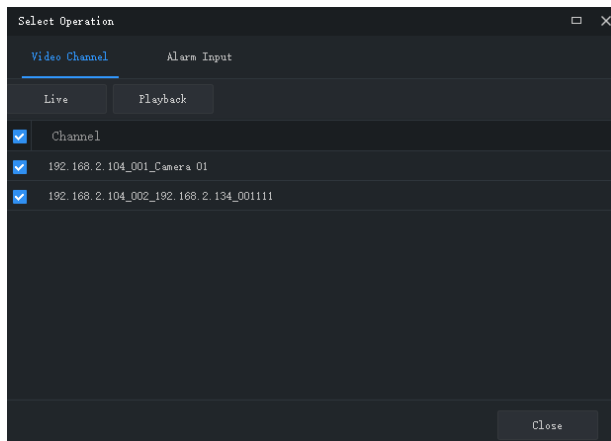 Select Operation
Video Channel Alarm Input
Live Playback
Channel
192.168.2.104_001_Camera 01
192.168.2.104_002_192.168.2.134_001111
Close